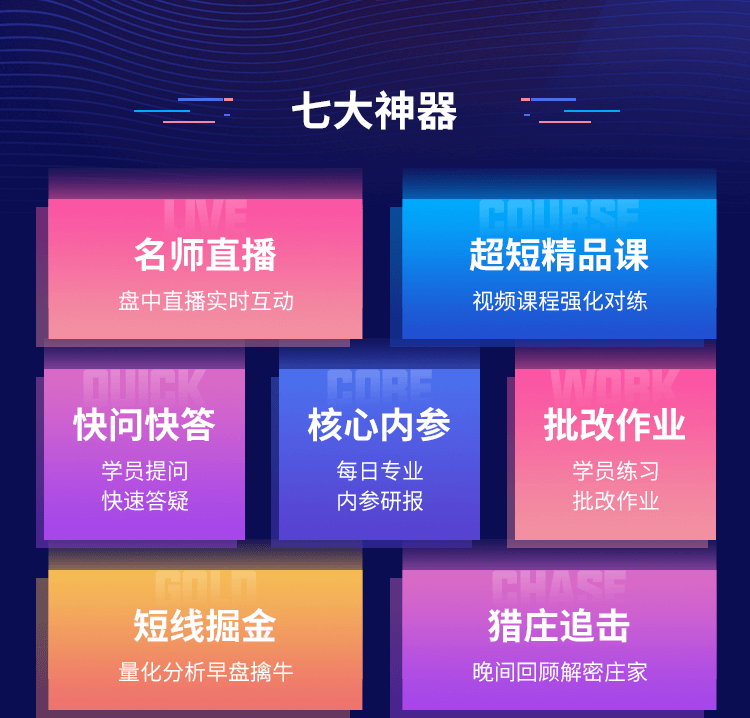 七大神器
LIVE
名师直播
盘中直播实时互动
COURSE
超短精品课
视频课程强化对练
QUICK
快问快答
学员提问
快速答疑
CORE
核心内参
每日专业
内参研报
WORK
批改作业
学员练习
批改作业
GOLD
短线掘金
量化分析早盘擒牛
CHASE
猎庄追击
晚间回顾解密庄家